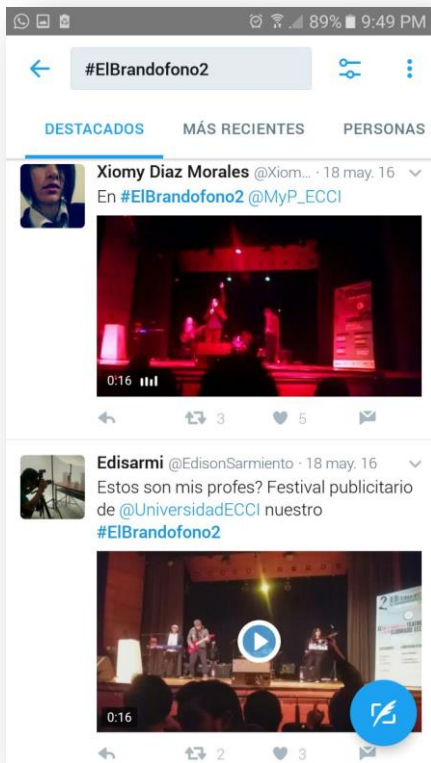 89% 9:49 PM
#ElBrandofono2
DESTACADOS MÁS RECIENTES PERSONAS
Xiomy Diaz Morales @Xiom... · 18 may. 16
En #ElBrandofono2 @MyP_ECCI
0:16
3 5
Edisarmi @EdisonSarmiento · 18 may. 16
Estos son mis profes? Festival publicitario
de @UniversidadECCI nuestro
#ElBrandofono2
2
0:16
2 3